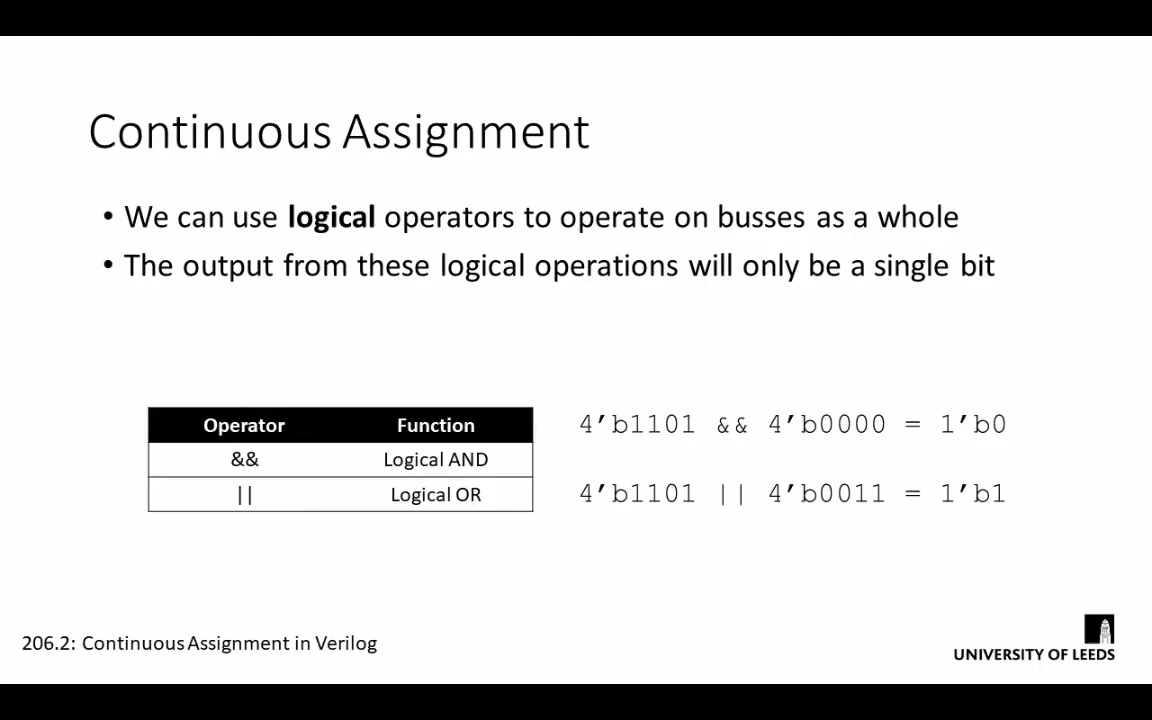 Continuous Assignment
• We can use logical operators to operate on busses as a whole
• The output from these logical operations will only be a single bit
Operator Function
&& Logical AND
|| Logical OR
4’b1101 && 4’b0000 = 1’b0
4’b1101 || 4’b0011 = 1’b1
206.2: Continuous Assignment in Verilog
UNIVERSITY OF LEEDS